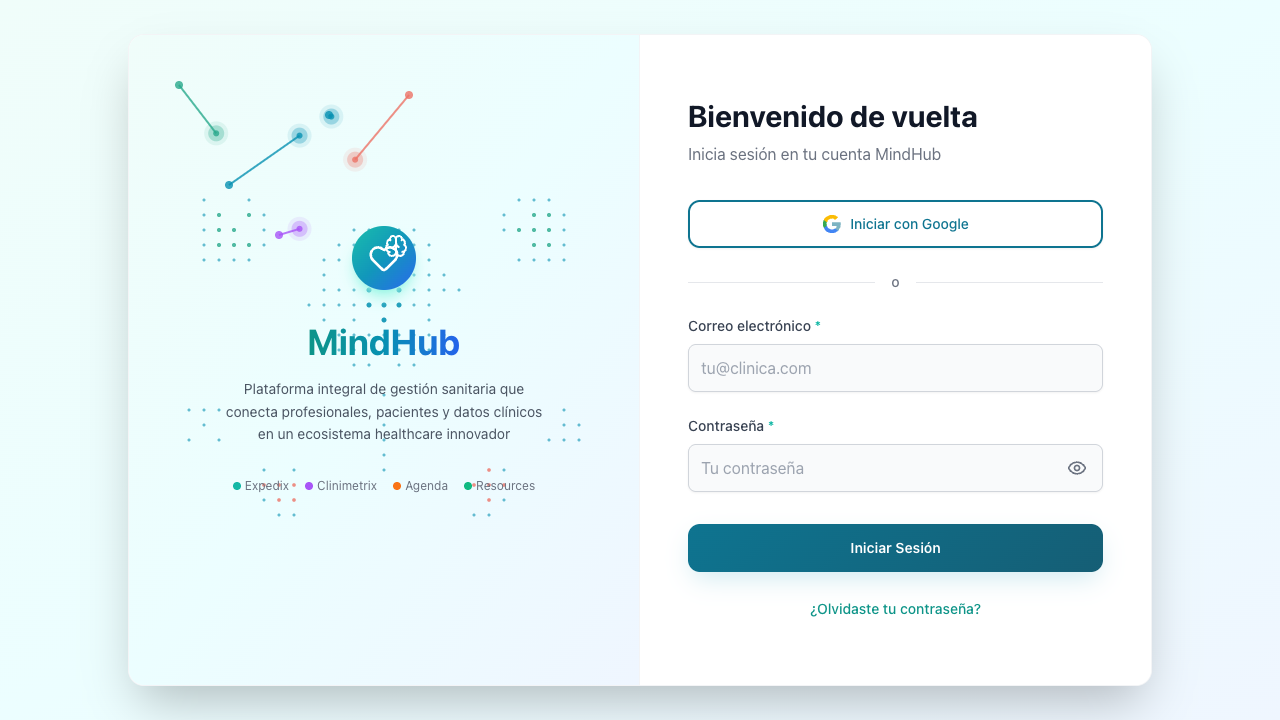 MindHub
Plataforma integral de gestión sanitaria que
conecta profesionales, pacientes y datos clínicos
en un ecosistema healthcare innovador
Expedix
Clinimetrix
Agenda
Resources
Bienvenido de vuelta
Inicia sesión en tu cuenta MindHub
Iniciar con Google
o
Correo electrónico *
tu@clinica.com
Contraseña *
Tu contraseña
Iniciar Sesión
¿Olvidaste tu contraseña?